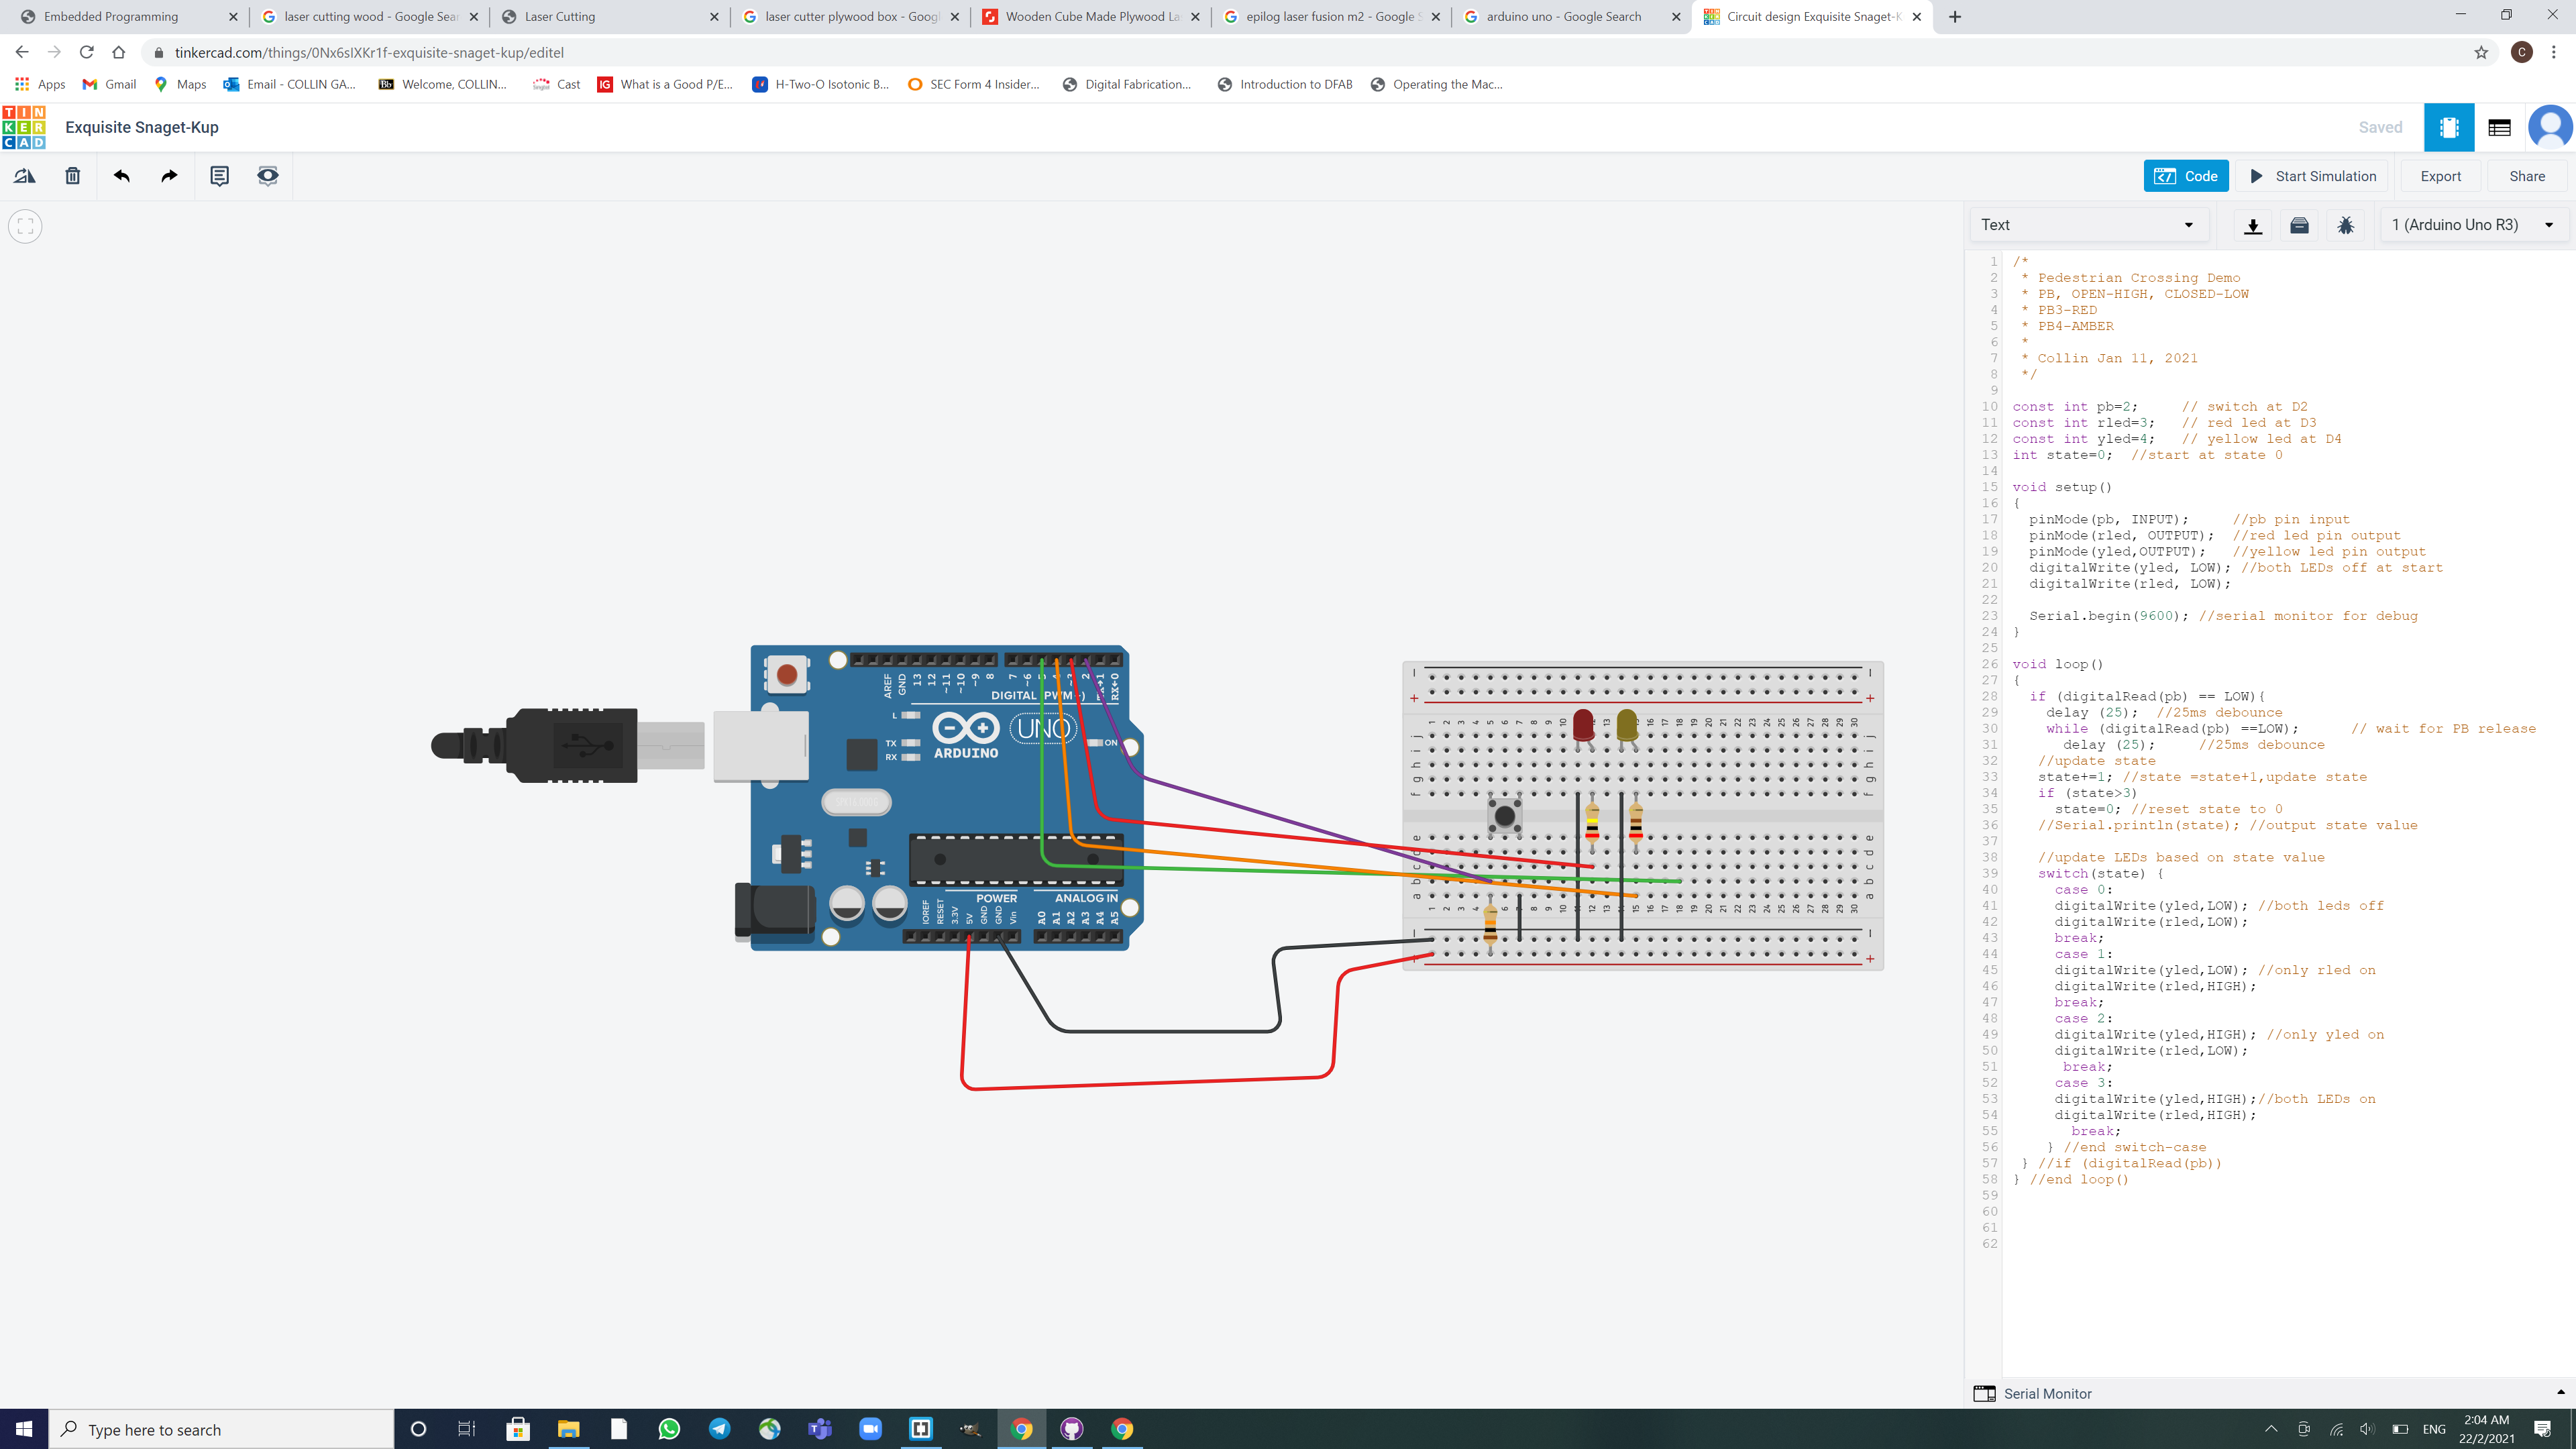 Embedded Programming
laser cutting wood - Google Sear
Laser Cutting
laser cutter plywood box - Googl
Wooden Cube Made Plywood La
epilog laser fusion m2 - Google S
arduino uno - Google Search
Circuit design Exquisite Snaget-K
tinkercad.com/things/0Nx6sIXKr1f-exquisite-snaget-kup/editel
C
Apps
Gmail
Maps
Email - COLLIN GA...
Bb
Welcome, COLLIN...
Cast
IG
What is a Good P/E...
H-Two-O Isotonic B...
SEC Form 4 Insider...
Digital Fabrication...
Introduction to DFAB
Operating the Mac...
TIN
KER
CAD
Exquisite Snaget-Kup
Saved
Code
Start Simulation
Export
Share
Text
1 (Arduino Uno R3)
1 /*
2 * Pedestrian Crossing Demo
3 * PB, OPEN-HIGH, CLOSED-LOW
4 * PB3-RED
5 * PB4-AMBER
6 *
7 * Collin Jan 11, 2021
8 */
9
10 const int pb=2; // switch at D2
11 const int rled=3; // red led at D3
12 const int yled=4; // yellow led at D4
13 int state=0; //start at state 0
14
15 void setup()
16 {
17 pinMode(pb, INPUT); //pb pin input
18 pinMode(rled, OUTPUT); //red led pin output
19 pinMode(yled,OUTPUT); //yellow led pin output
20 digitalWrite(yled, LOW); //both LEDs off at start
21 digitalWrite(rled, LOW);
22
23 Serial.begin(9600); //serial monitor for debug
24 }
25
26 void loop()
27 {
28 if (digitalRead(pb) == LOW){
29 delay (25); //25ms debounce
30 while (digitalRead(pb) ==LOW); // wait for PB release
31 delay (25); //25ms debounce
32 //update state
33 state+=1; //state =state+1,update state
34 if (state>3)
35 state=0; //reset state to 0
36 //Serial.println(state); //output state value
37
38 //update LEDs based on state value
39 switch(state) {
40 case 0:
41 digitalWrite(yled,LOW); //both leds off
42 digitalWrite(rled,LOW);
43 break;
44 case 1:
45 digitalWrite(yled,LOW); //only rled on
46 digitalWrite(rled,HIGH);
47 break;
48 case 2:
49 digitalWrite(yled,HIGH); //only yled on
50 digitalWrite(rled,LOW);
51 break;
52 case 3:
53 digitalWrite(yled,HIGH);//both LEDs on
54 digitalWrite(rled,HIGH);
55 break;
56 } //end switch-case
57 } //if (digitalRead(pb))
58 } //end loop()
59
60
61
62
AREF
GND
13
12
~11
~10
~9
8
7
~6
2
RX←0
DIGITAL (PWM~)
L
TX
RX
ARDUINO
UNO
ON
POWER
ANALOG IN
IOREF
RESET
3.3V
5V
GND
GND
Vin
A0
A1
A2
A3
A4
A5
Serial Monitor
Type here to search
ENG
2:04 AM
22/2/2021